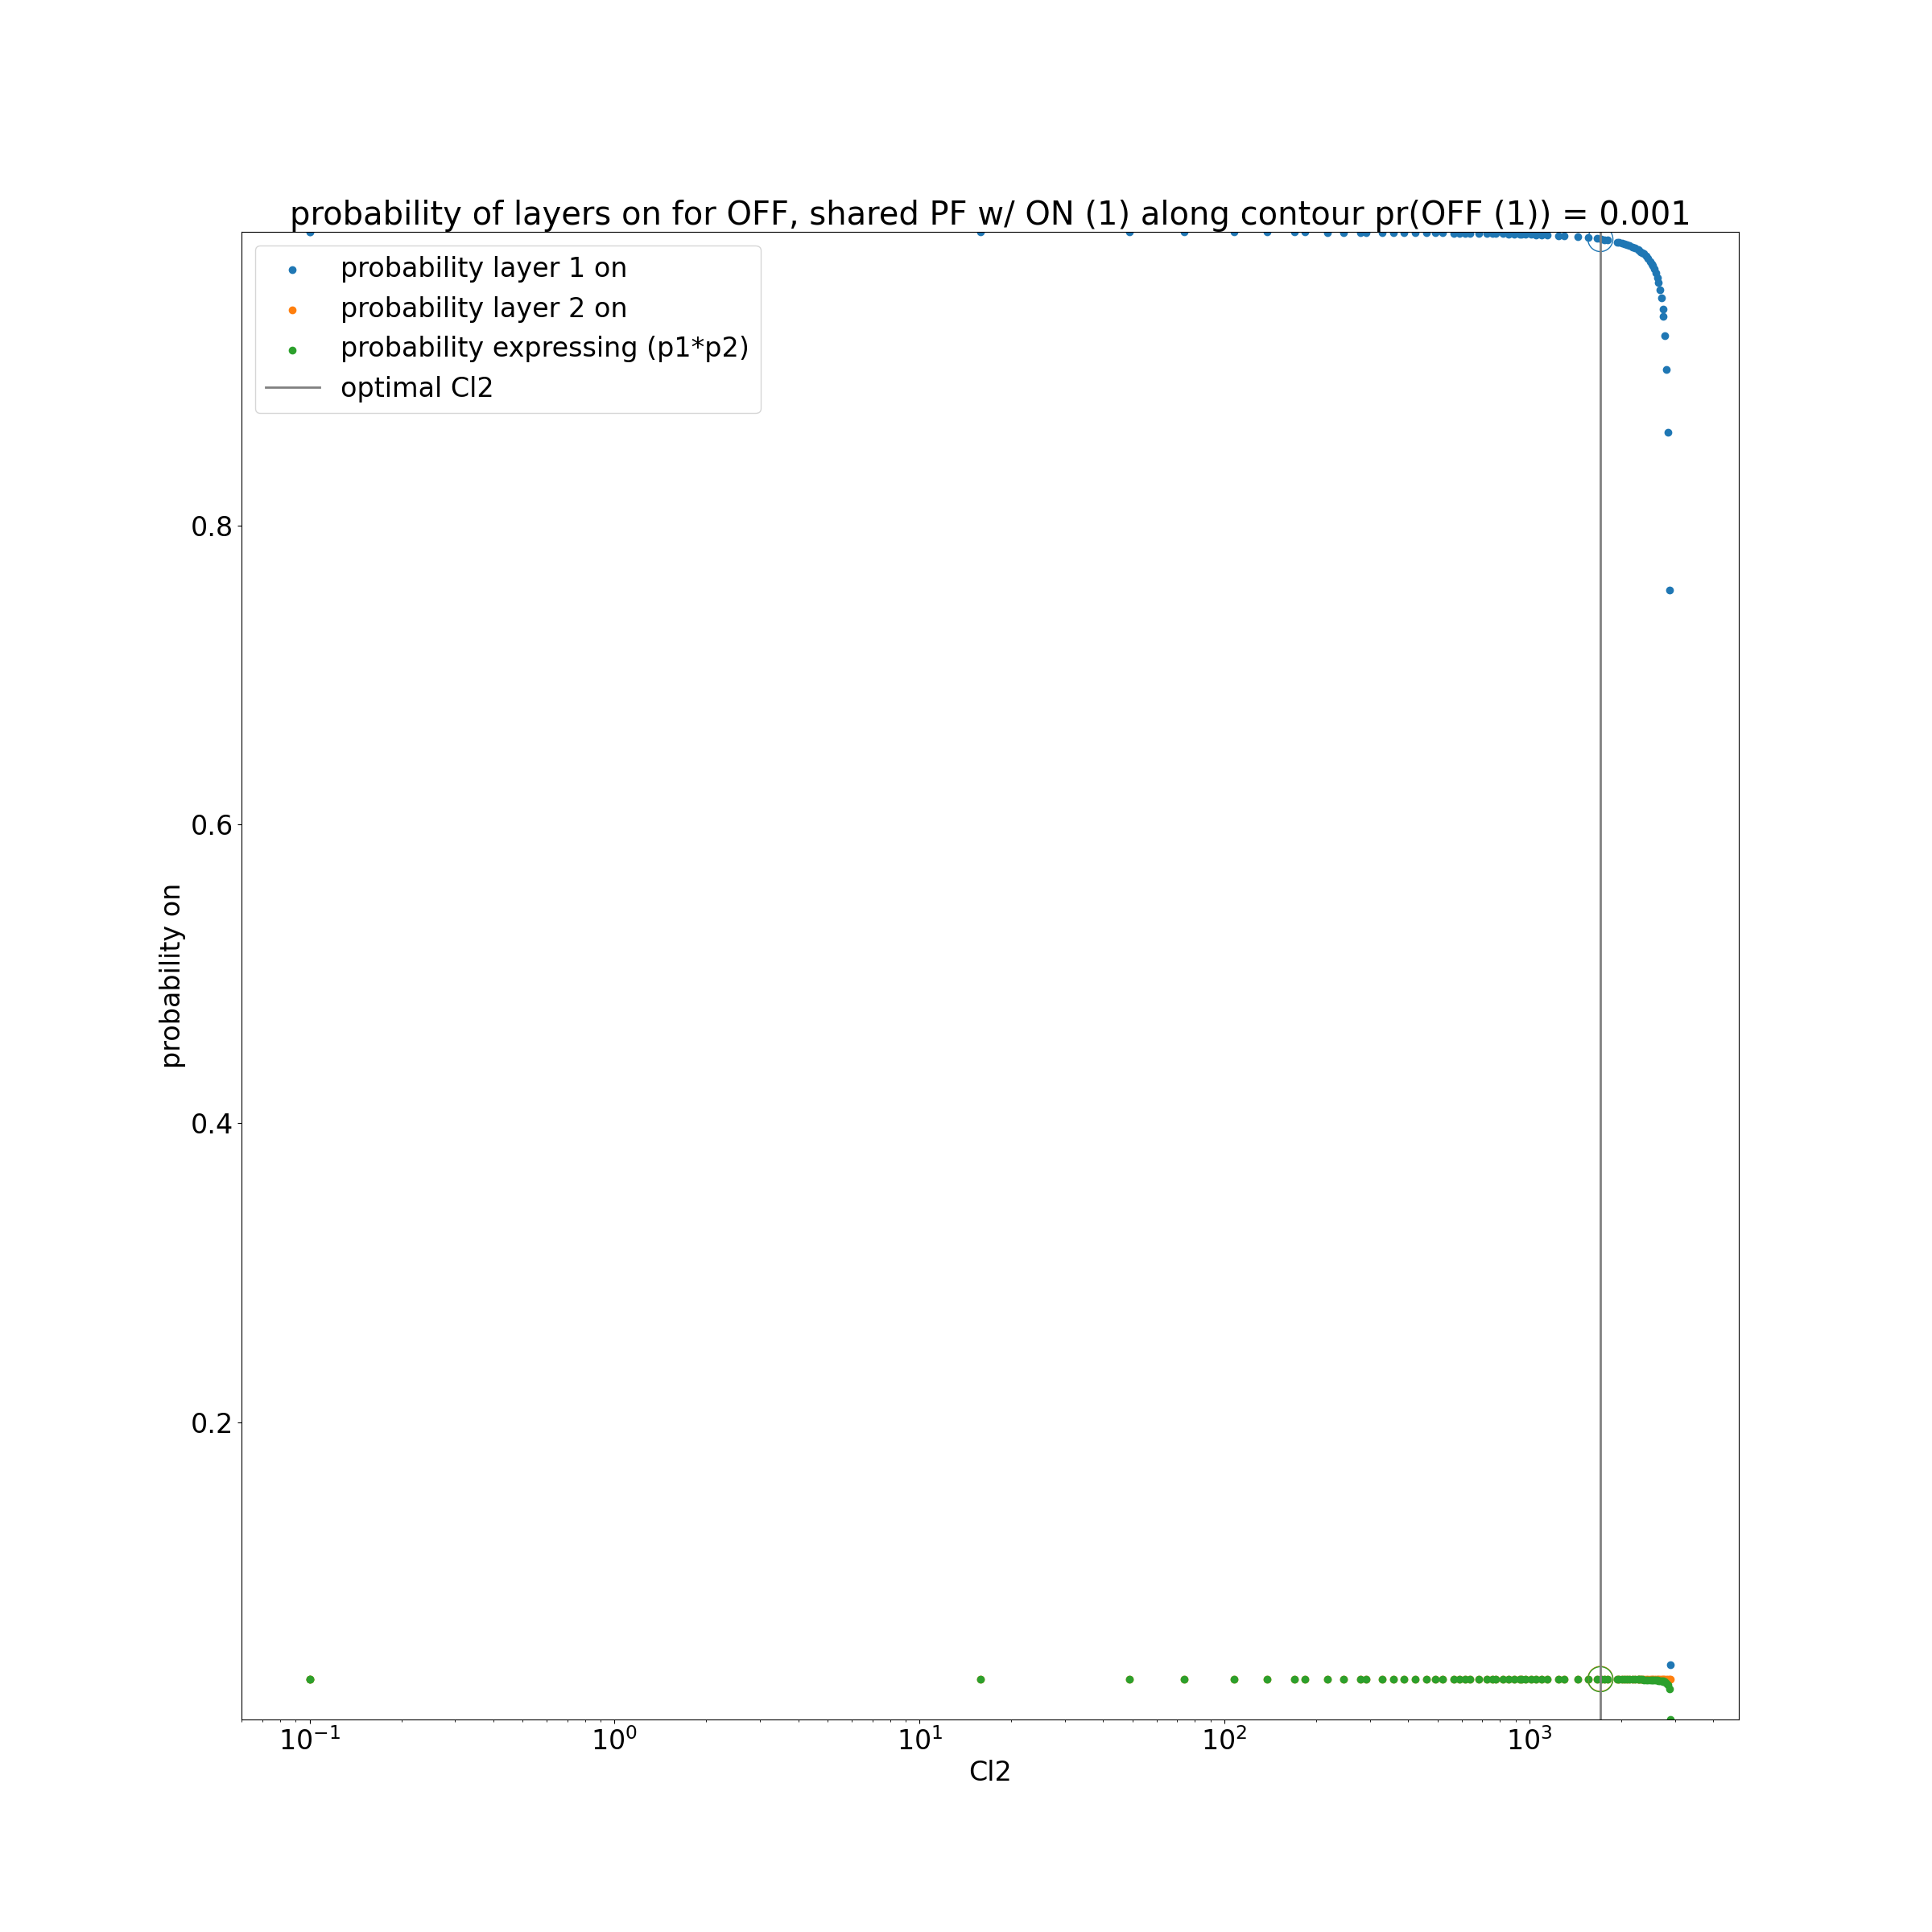 probability of layers on for OFF, shared PF w/ ON (1) along contour pr(OFF (1)) = 0.001
probability layer 1 on
probability layer 2 on
probability expressing (p1*p2)
optimal Cl2
0.8
0.6
0.4
0.2
probability on
10⁻¹ 10⁰ 10¹ 10² 10³
Cl2